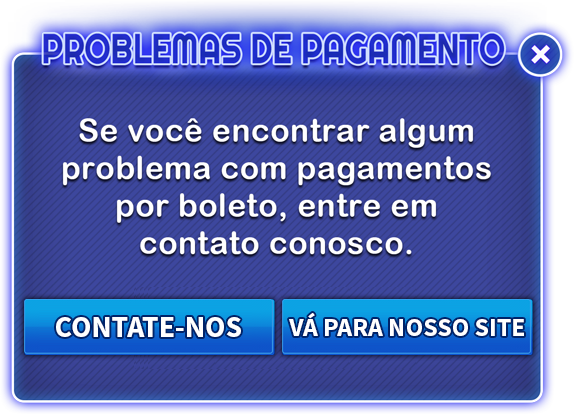 PROBLEMAS DE PAGAMENTO
Se você encontrar algum
problema com pagamentos
por boleto, entre em
contato conosco.
CONTATE-NOS
VÁ PARA NOSSO SITE